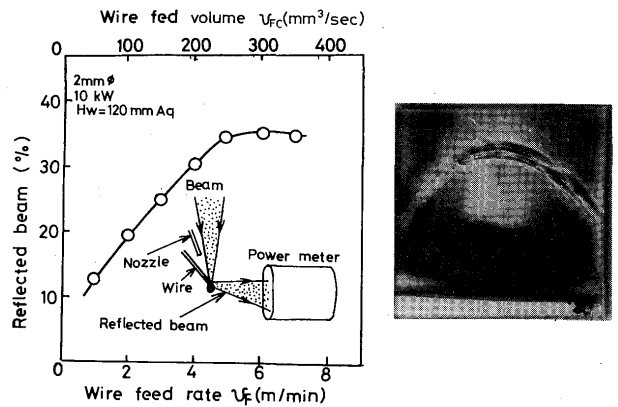 Wire fed volume 𝑣FC(mm³/sec)
0 100 200 300 400
2mmφ
10 kW
Hw=120 mm Aq
40
30
20
10
0
Reflected beam (%)
Beam
Nozzle
Wire
Reflected beam
Power meter
0 2 4 6 8
Wire feed rate 𝑣F(m/min)